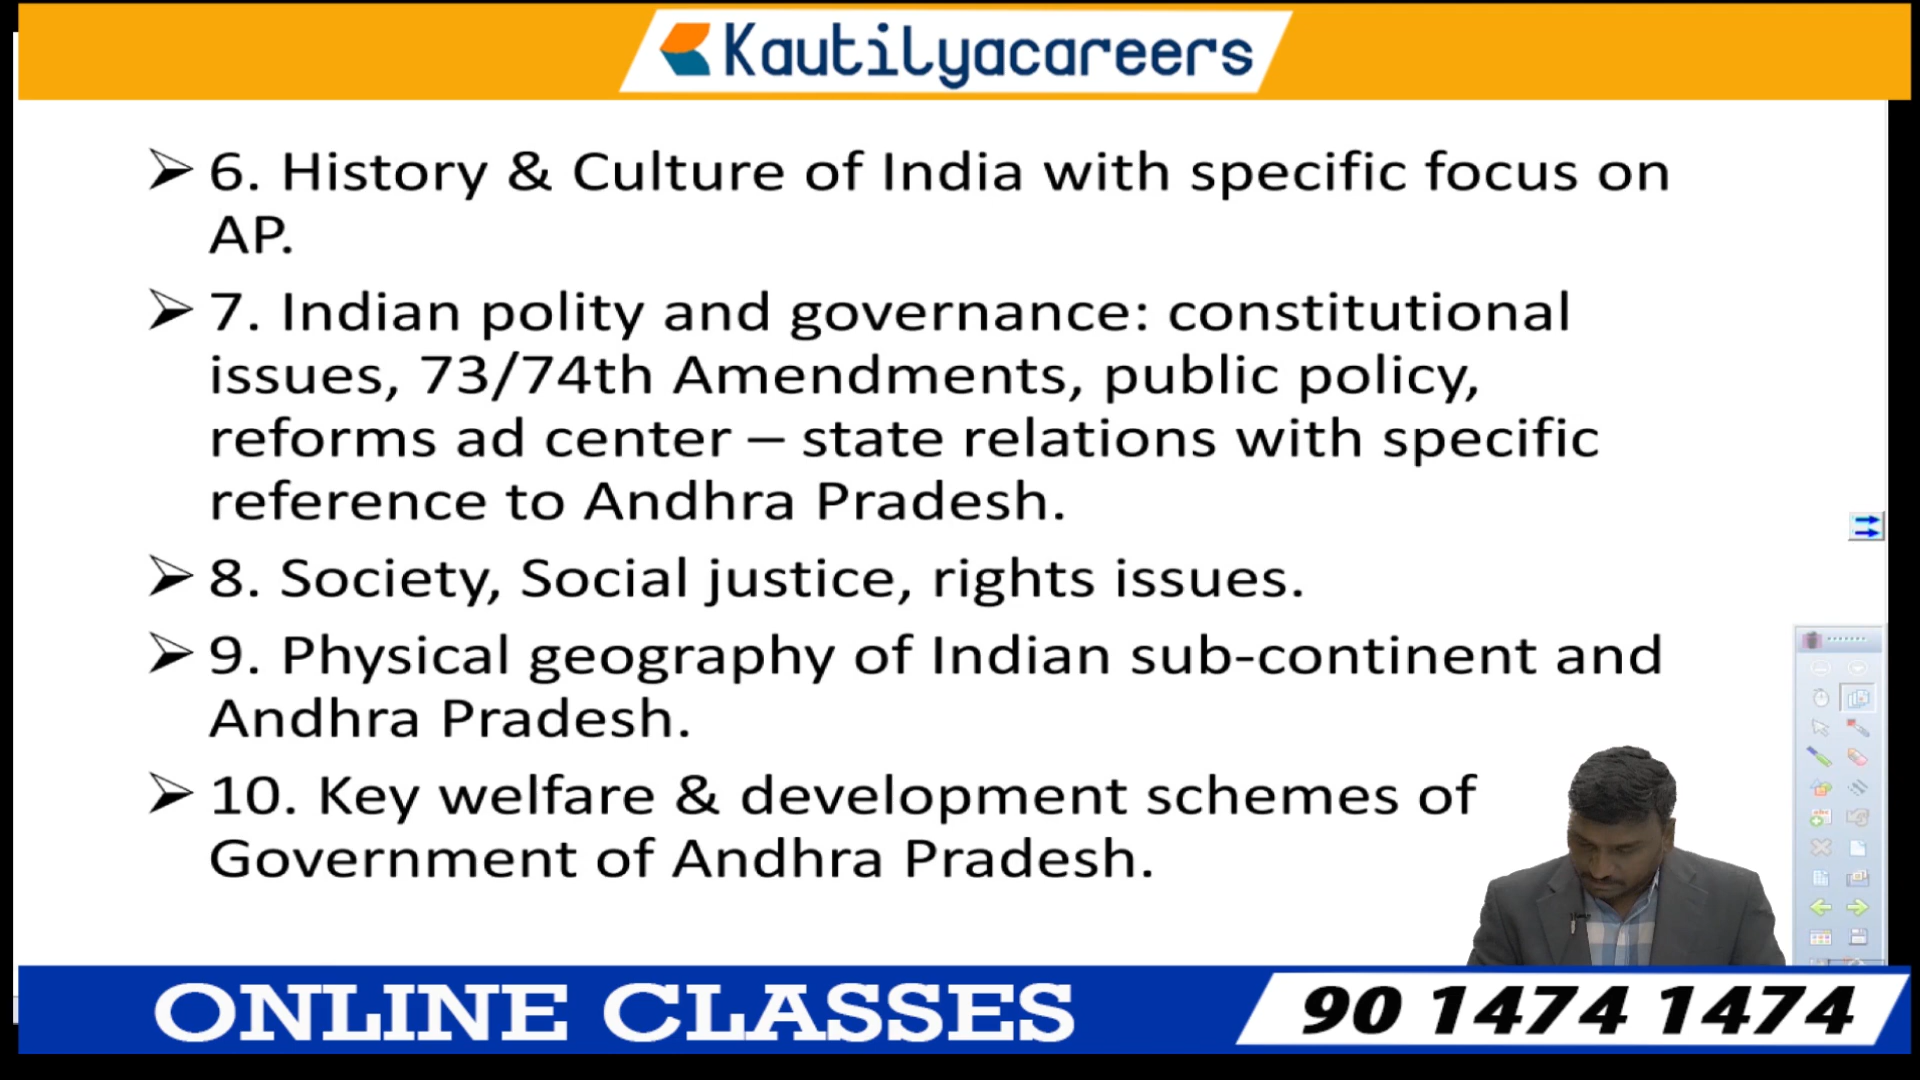 Kautilyacareers
6. History & Culture of India with specific focus on
AP.
7. Indian polity and governance: constitutional
issues, 73/74th Amendments, public policy,
reforms ad center – state relations with specific
reference to Andhra Pradesh.
8. Society, Social justice, rights issues.
9. Physical geography of Indian sub-continent and
Andhra Pradesh.
10. Key welfare & development schemes of
Government of Andhra Pradesh.
ONLINE CLASSES
90 1474 1474